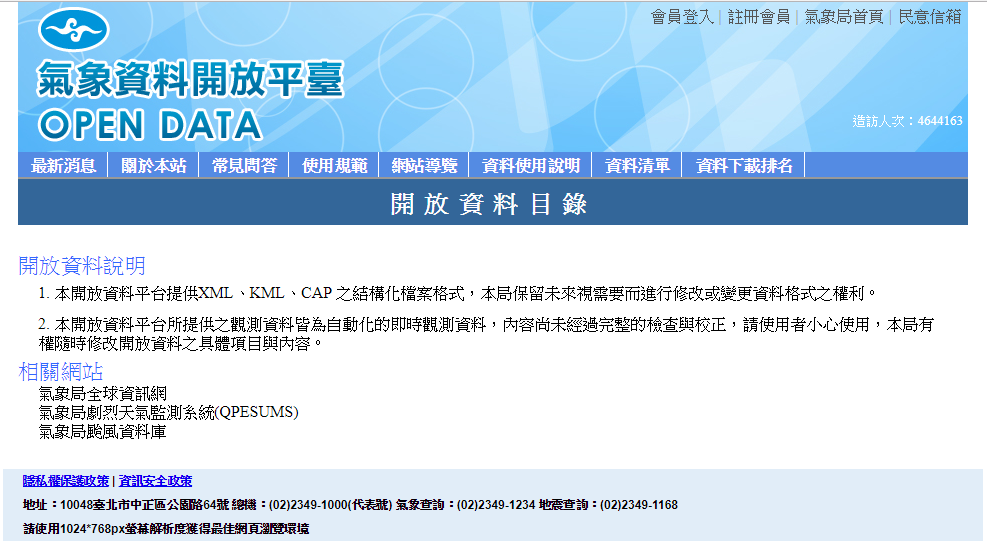 會員登入 | 註冊會員 | 氣象局首頁 | 民意信箱
氣象資料開放平臺
OPEN DATA
造訪人次：4644163
最新消息 | 關於本站 | 常見問答 | 使用規範 | 網站導覽 | 資料使用說明 | 資料清單 | 資料下載排名
開放資料目錄
開放資料說明
1. 本開放資料平台提供XML、KML、CAP 之結構化檔案格式，本局保留未來視需要而進行修改或變更資料格式之權利。
2. 本開放資料平台所提供之觀測資料皆為自動化的即時觀測資料，內容尚未經過完整的檢查與校正，請使用者小心使用，本局有
權隨時修改開放資料之具體項目與內容。
相關網站
氣象局全球資訊網
氣象局劇烈天氣監測系統(QPESUMS)
氣象局颱風資料庫
隱私權保護政策 | 資訊安全政策
地址：10048臺北市中正區公園路64號 總機：(02)2349-1000(代表號) 氣象查詢：(02)2349-1234 地震查詢：(02)2349-1168
請使用1024*768px螢幕解析度獲得最佳網頁瀏覽環境